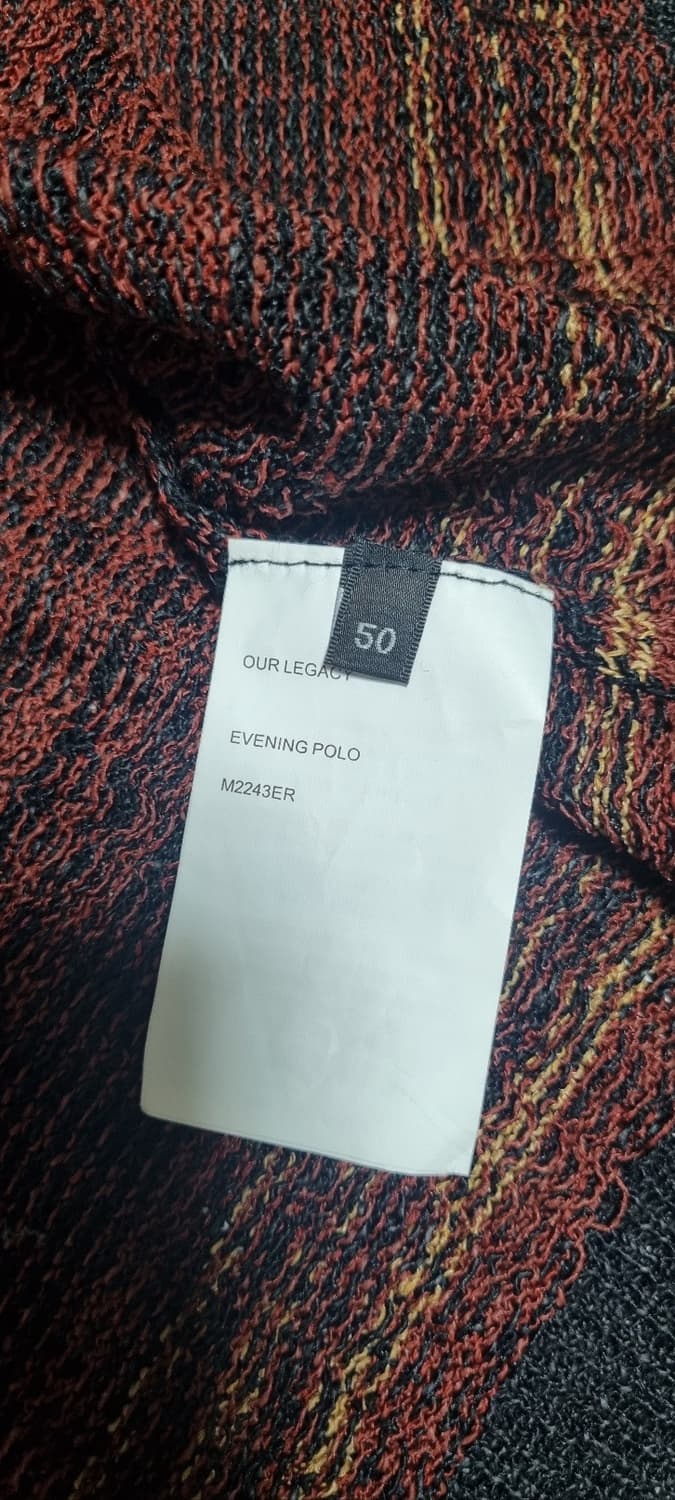 50
OUR LEGACY
EVENING POLO
M2243ER